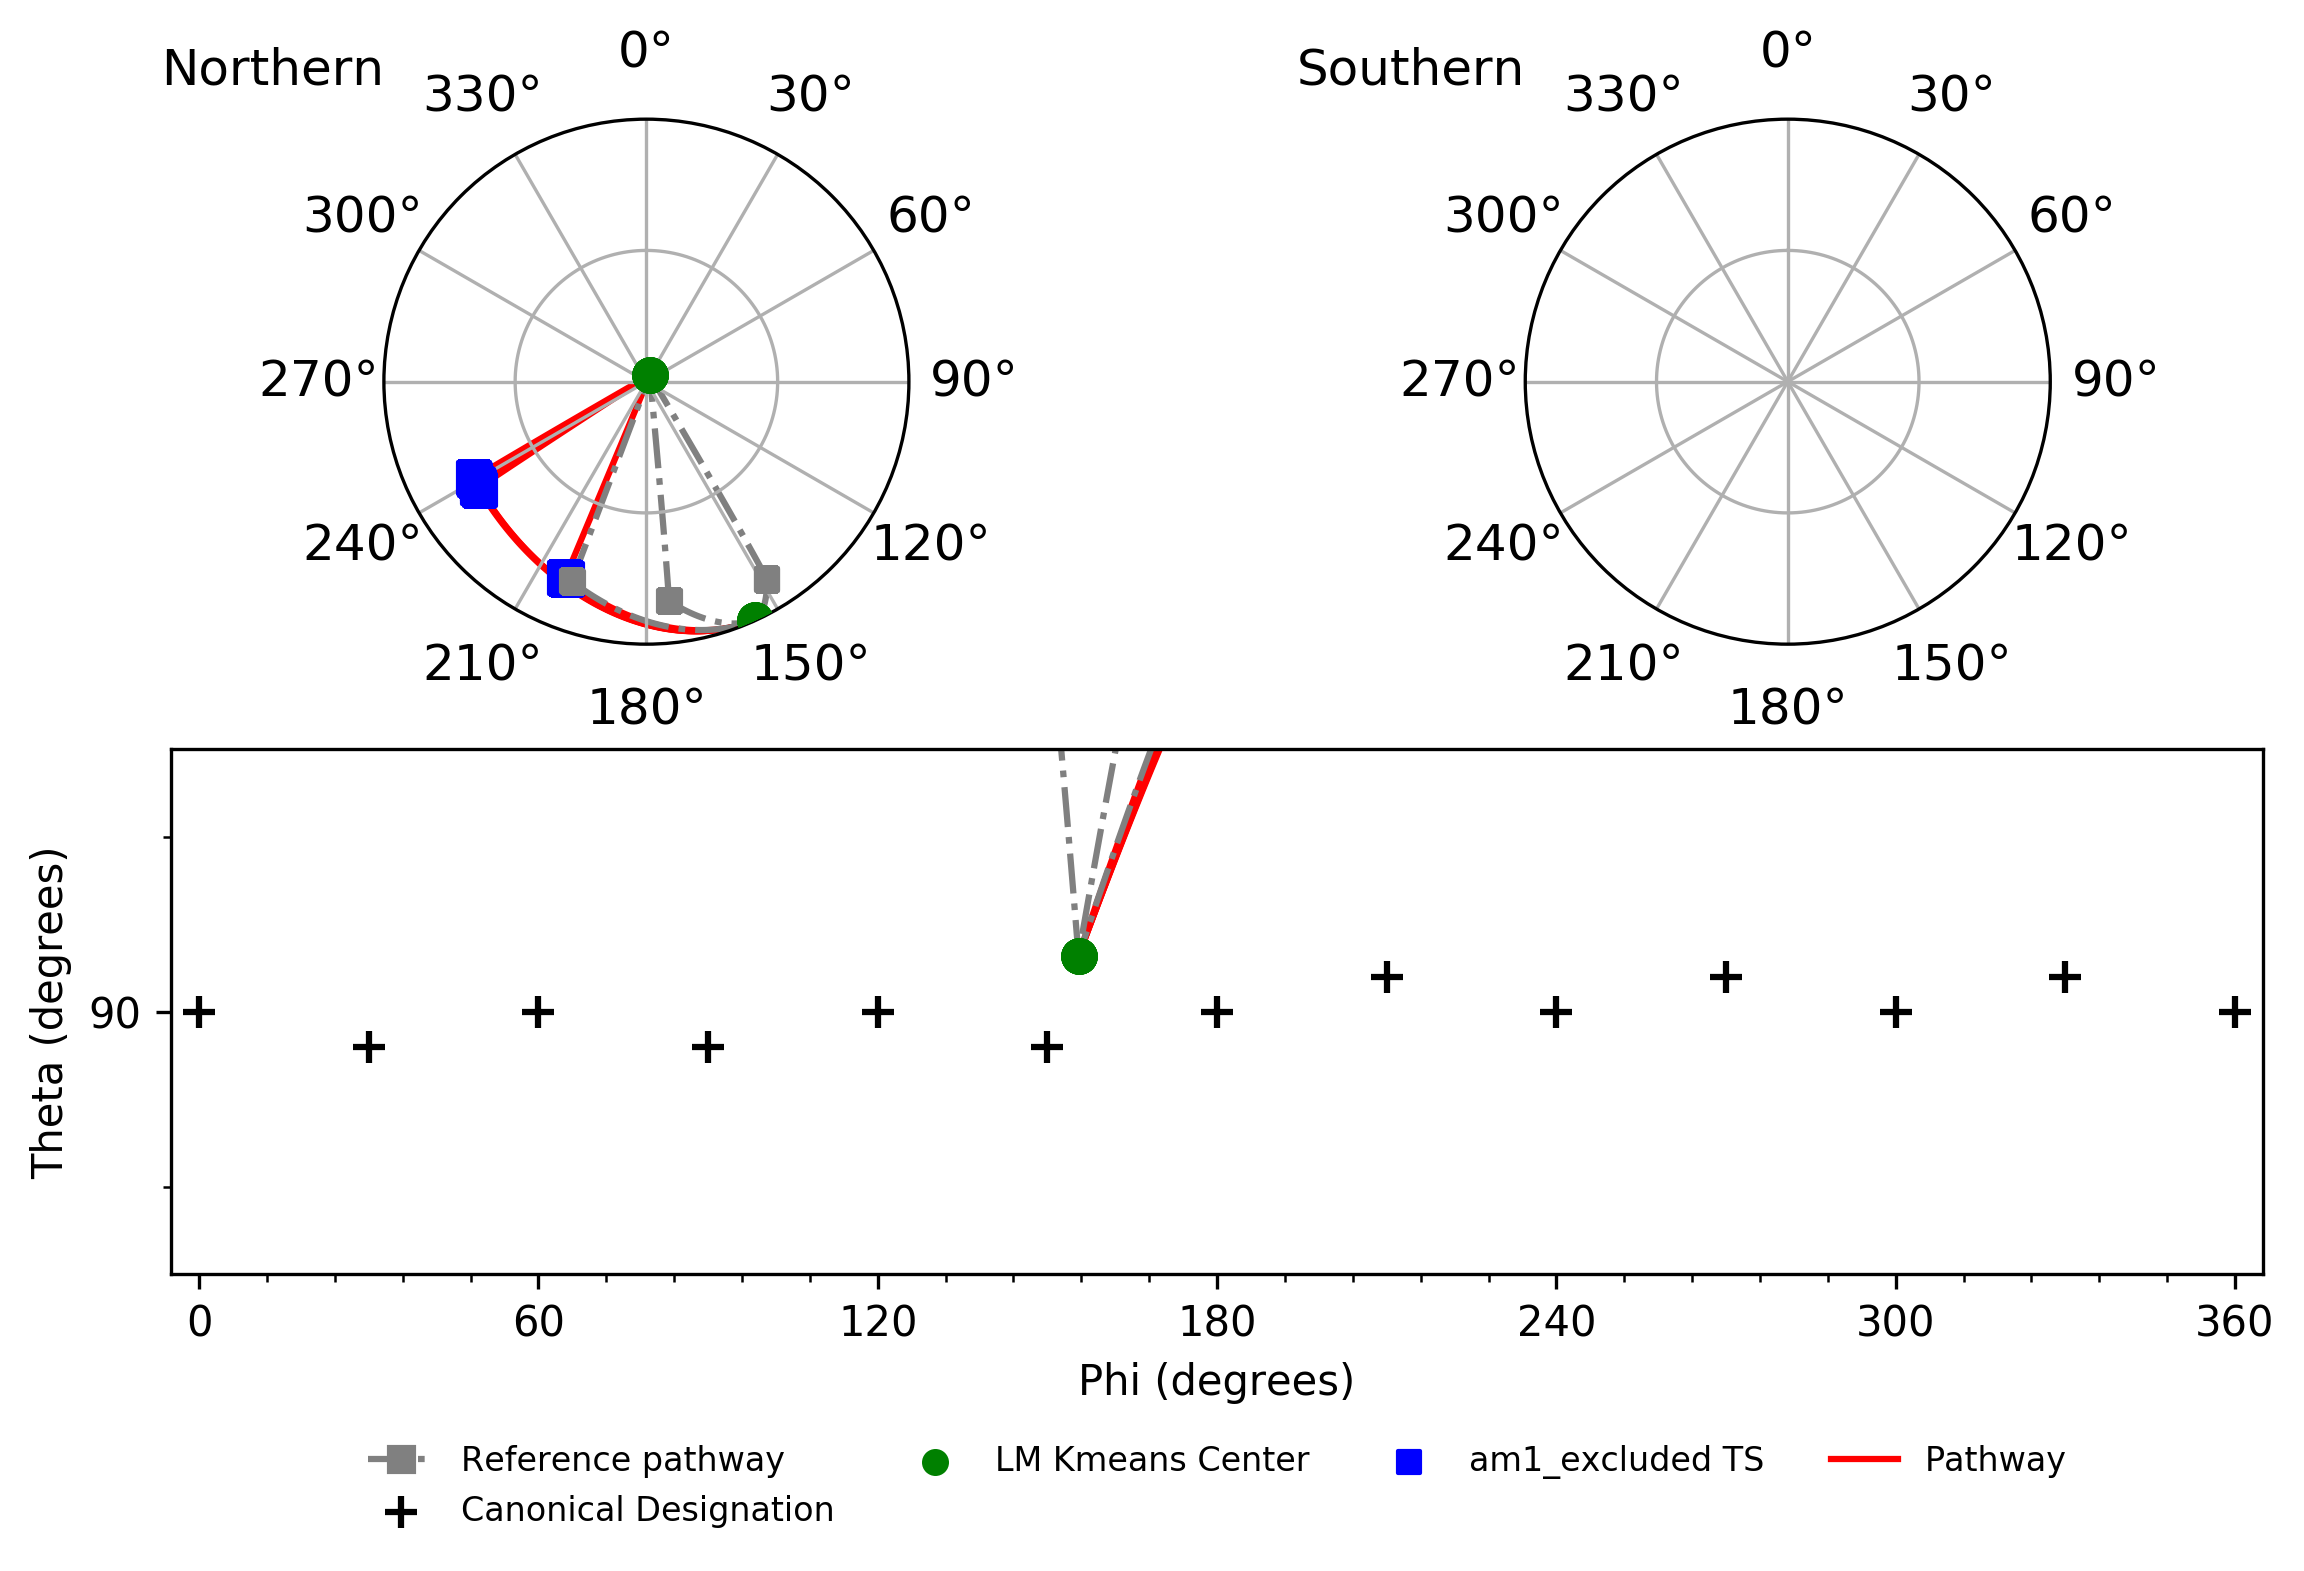 Northern
0°
330°
30°
300°
60°
270°
90°
240°
120°
210°
150°
180°
Southern
0°
330°
30°
300°
60°
270°
90°
240°
120°
210°
150°
180°
Theta (degrees)
90
0 60 120 180 240 300 360
Phi (degrees)
Reference pathway
LM Kmeans Center
am1_excluded TS
Pathway
Canonical Designation